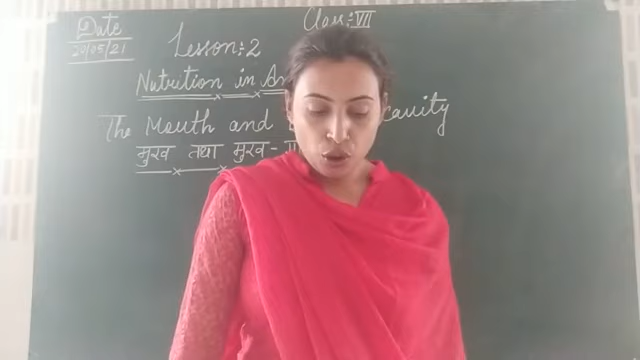 Date
20/05/21
Class: VII
Lesson: 2
Nutrition in An
The Mouth and cavity
मुख तथा मुख-